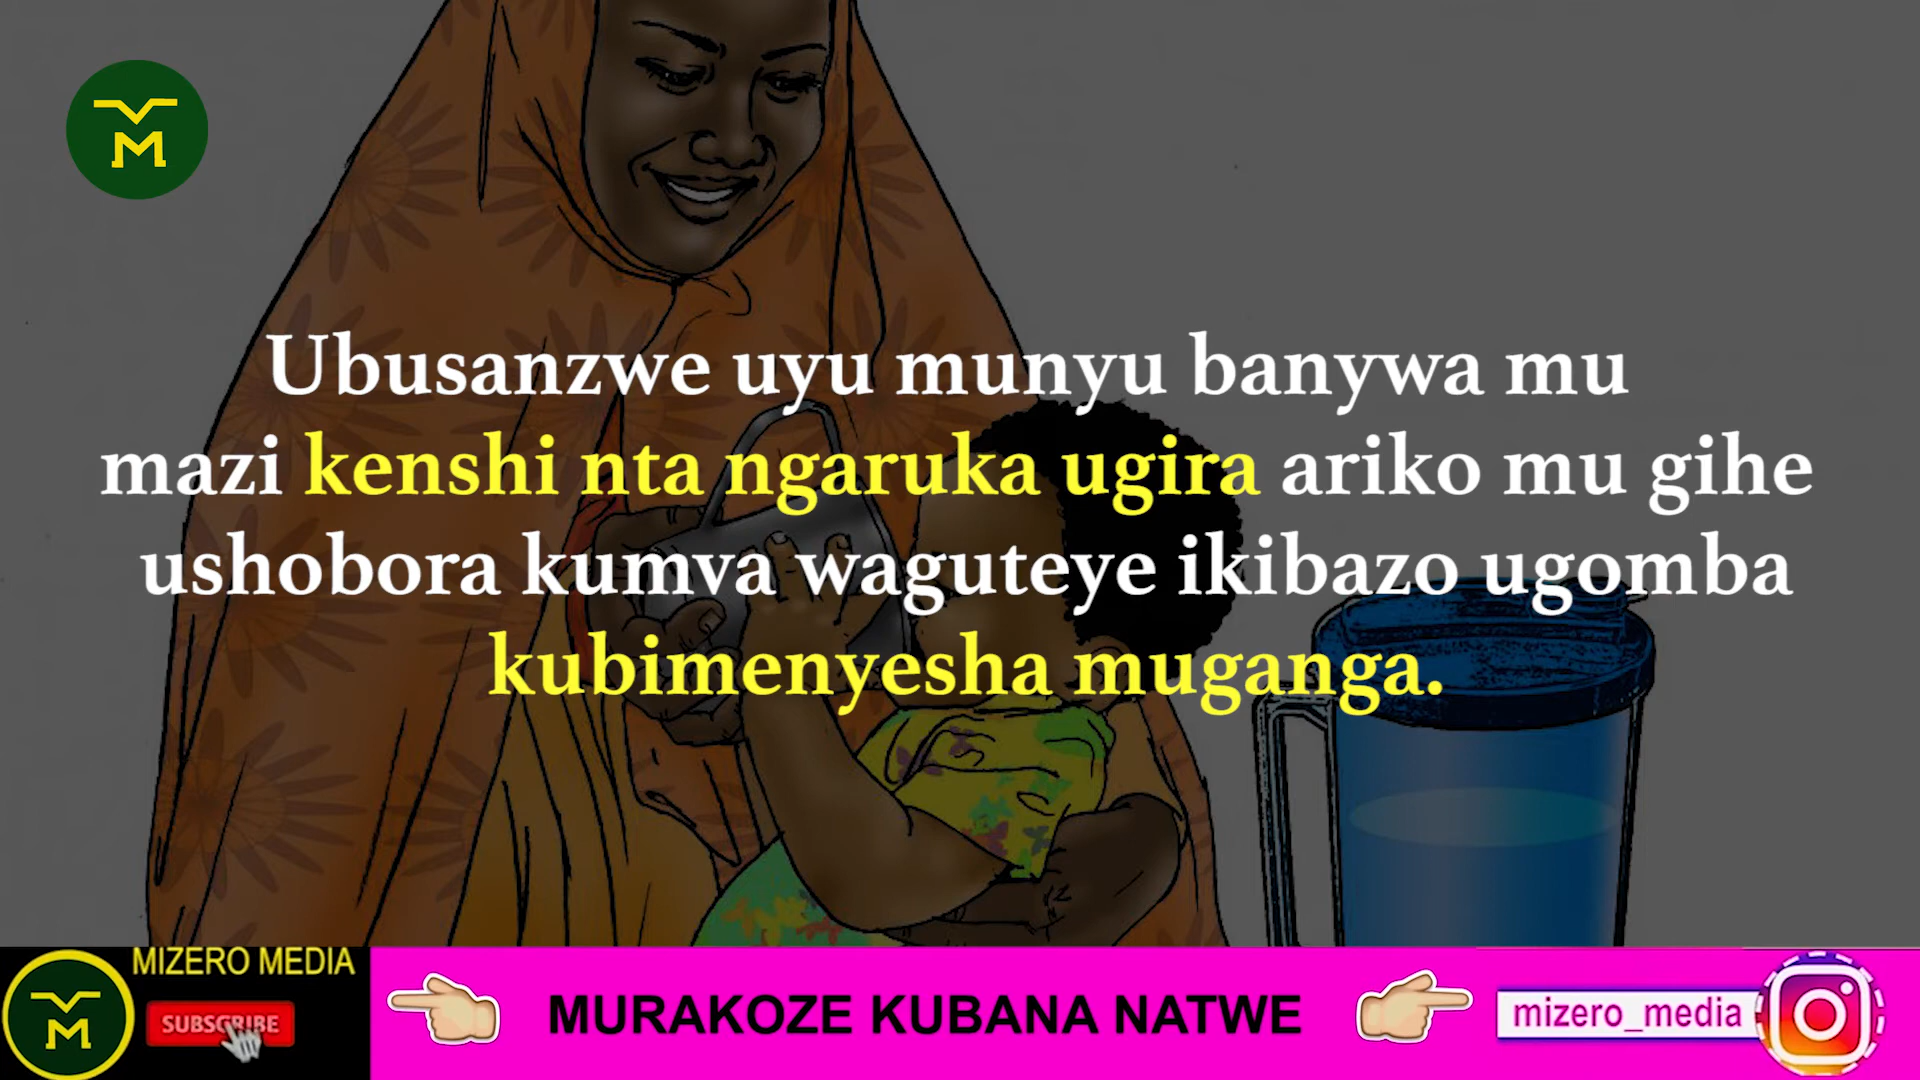 Ubusanzwe uyu munyu banywa mu
mazi kenshi nta ngaruka ugira ariko mu gihe
ushobora kumva waguteye ikibazo ugomba
kubimenyesha muganga.
MIZERO MEDIA
SUBSCRIBE
MURAKOZE KUBANA NATWE
mizero_media